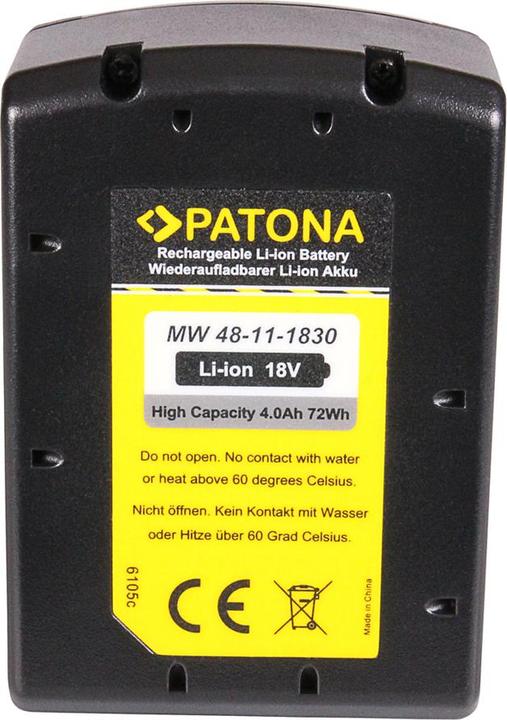 PATONA
Rechargeable Li-ion Battery
Wiederaufladbarer Li-ion Akku
MW 48-11-1830
Li-ion 18V
High Capacity 4.0Ah 72Wh
Do not open. No contact with water
or heat above 60 degrees Celsius.
Nicht öffnen. Kein Kontakt mit Wasser
oder Hitze über 60 Grad Celsius.
6105c
CE
Made in China